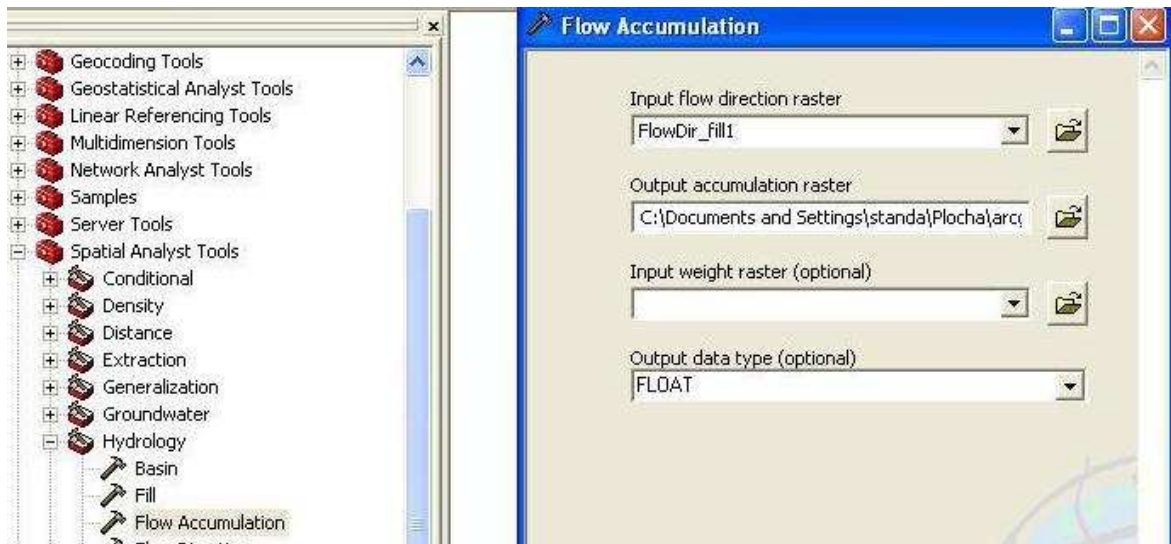 Geocoding Tools
Geostatistical Analyst Tools
Linear Referencing Tools
Multidimension Tools
Network Analyst Tools
Samples
Server Tools
Spatial Analyst Tools
Conditional
Density
Distance
Extraction
Generalization
Groundwater
Hydrology
Basin
Fill
Flow Accumulation
Flow Accumulation
Input flow direction raster
FlowDir_fill1
Output accumulation raster
C:\Documents and Settings\standa\Plocha\arcg
Input weight raster (optional)
Output data type (optional)
FLOAT